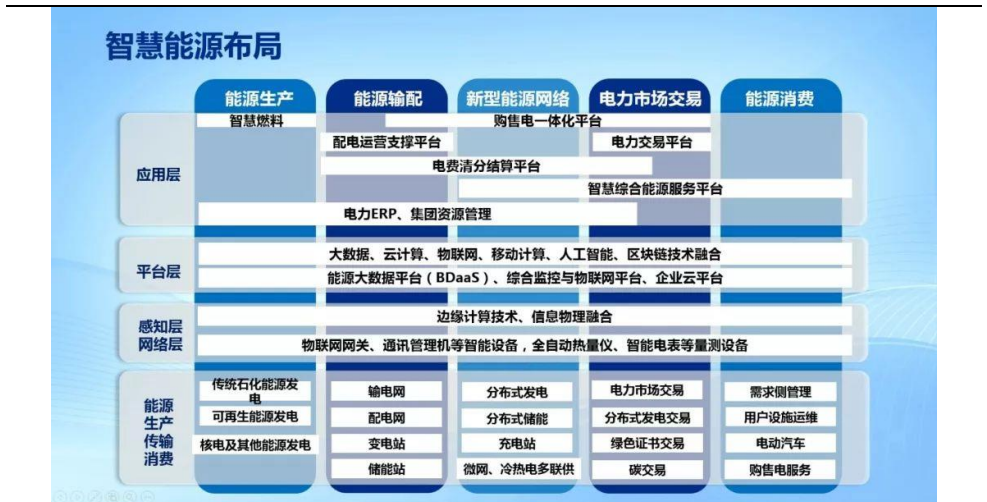 智慧能源布局
能源生产
能源输配
新型能源网络
电力市场交易
能源消费
应用层
智慧燃料
购售电一体化平台
配电运营支撑平台
电力交易平台
电费清分结算平台
智慧综合能源服务平台
电力ERP、集团资源管理
平台层
大数据、云计算、物联网、移动计算、人工智能、区块链技术融合
能源大数据平台（BDaaS）、综合监控与物联网平台、企业云平台
感知层
网络层
边缘计算技术、信息物理融合
物联网网关、通讯管理机等智能设备，全自动热量仪、智能电表等量测设备
能源
生产
传输
消费
传统石化能源发
电
可再生能源发电
核电及其他能源发电
输电网
配电网
变电站
储能站
分布式发电
分布式储能
充电站
微网、冷热电多联供
电力市场交易
分布式发电交易
绿色证书交易
碳交易
需求侧管理
用户设施运维
电动汽车
购售电服务